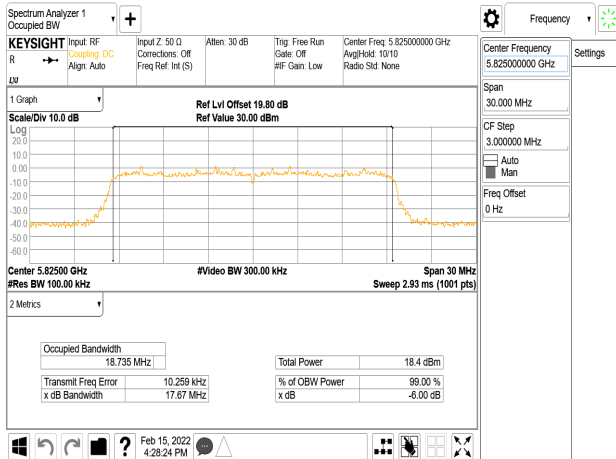 Spectrum Analyzer 1
Occupied BW
KEYSIGHT
R
LXI
Input: RF
Coupling: DC
Align: Auto
Input Z: 50 Ω
Corrections: Off
Freq Ref: Int (S)
Atten: 30 dB
Trig: Free Run
Gate: Off
#IF Gain: Low
Center Freq: 5.825000000 GHz
Avg|Hold: 10/10
Radio Std: None
1 Graph
Scale/Div 10.0 dB
Ref Lvl Offset 19.80 dB
Ref Value 30.00 dBm
Log
20.0
10.0
0.00
-10.0
-20.0
-30.0
-40.0
-50.0
-60.0
Center 5.82500 GHz
#Res BW 100.00 kHz
#Video BW 300.00 kHz
Span 30 MHz
Sweep 2.93 ms (1001 pts)
2 Metrics
Occupied Bandwidth
18.735 MHz
Total Power 18.4 dBm
Transmit Freq Error 10.259 kHz
x dB Bandwidth 17.67 MHz
% of OBW Power 99.00 %
x dB -6.00 dB
?
Feb 15, 2022
4:28:24 PM
Frequency
Center Frequency
5.825000000 GHz
Settings
Span
30.000 MHz
CF Step
3.000000 MHz
Auto
Man
Freq Offset
0 Hz